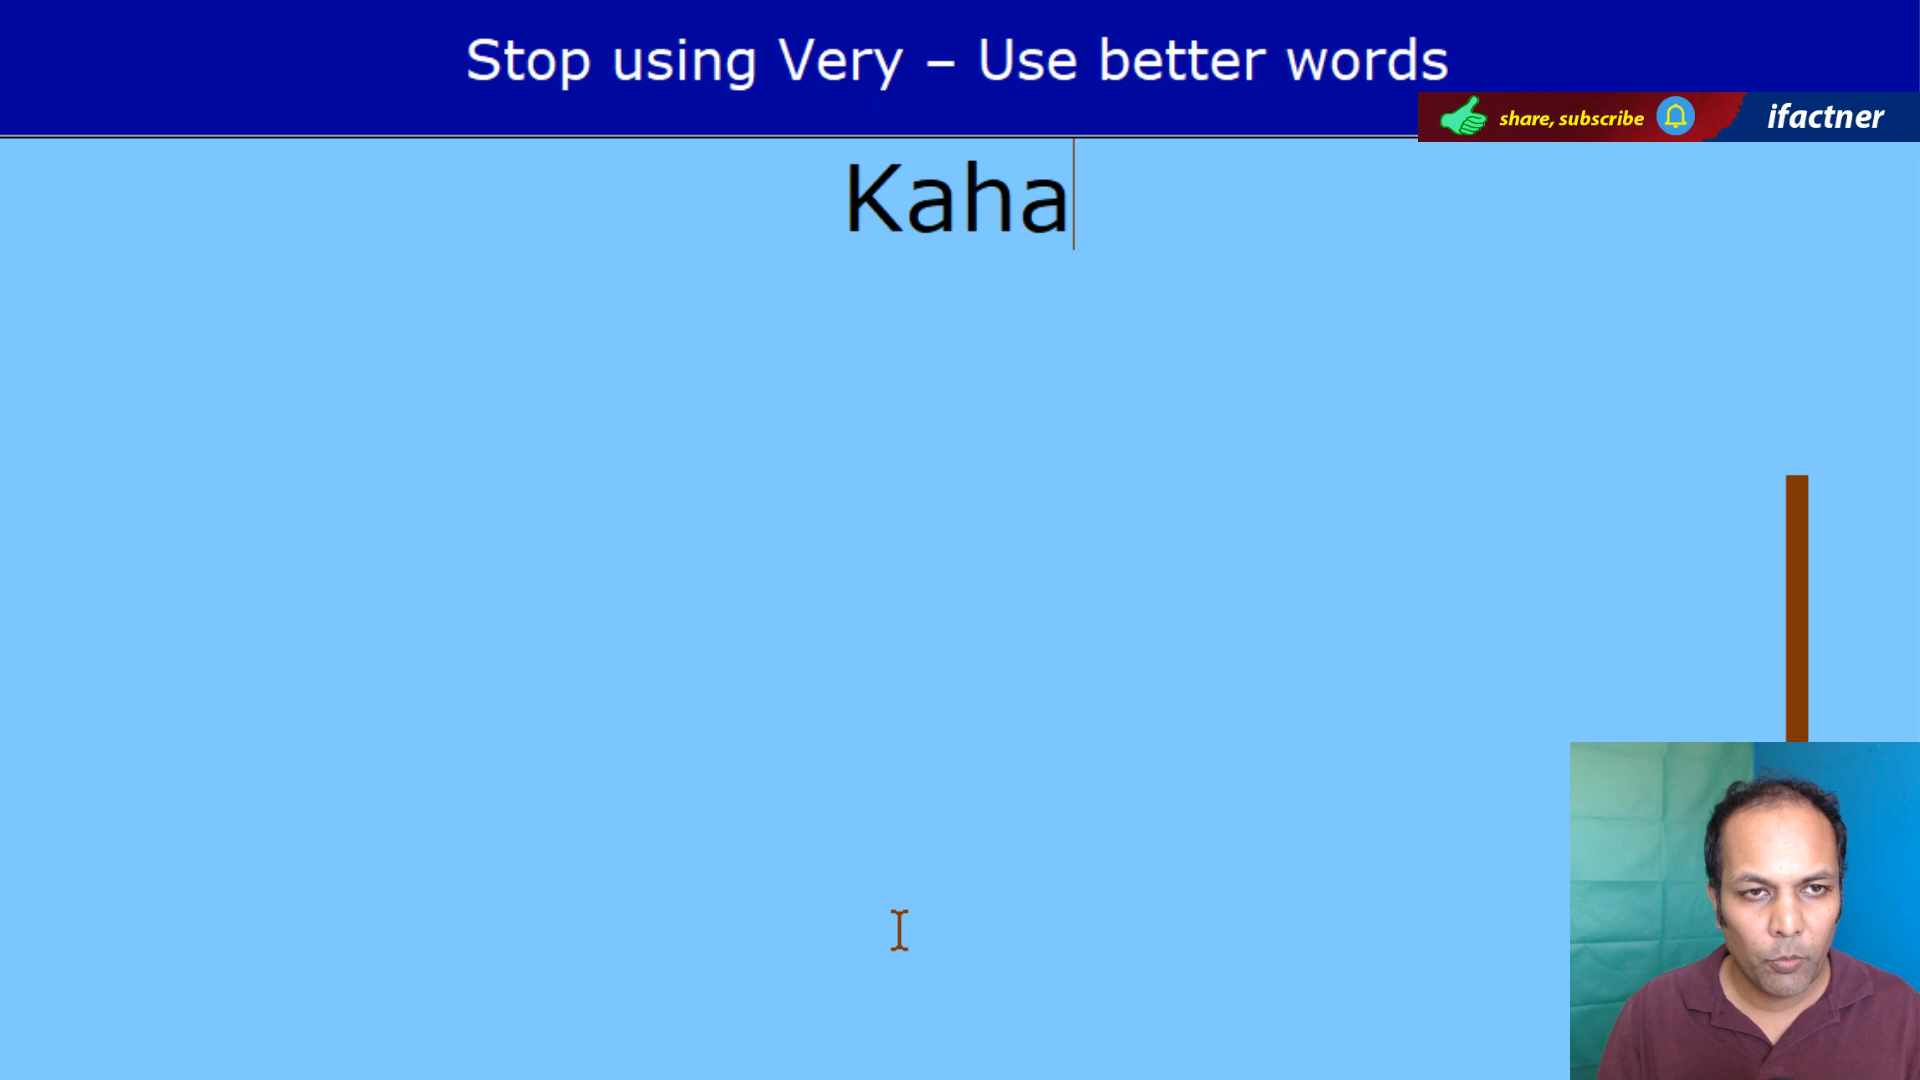 Stop using Very – Use better words
share, subscribe
ifactner
Kaha